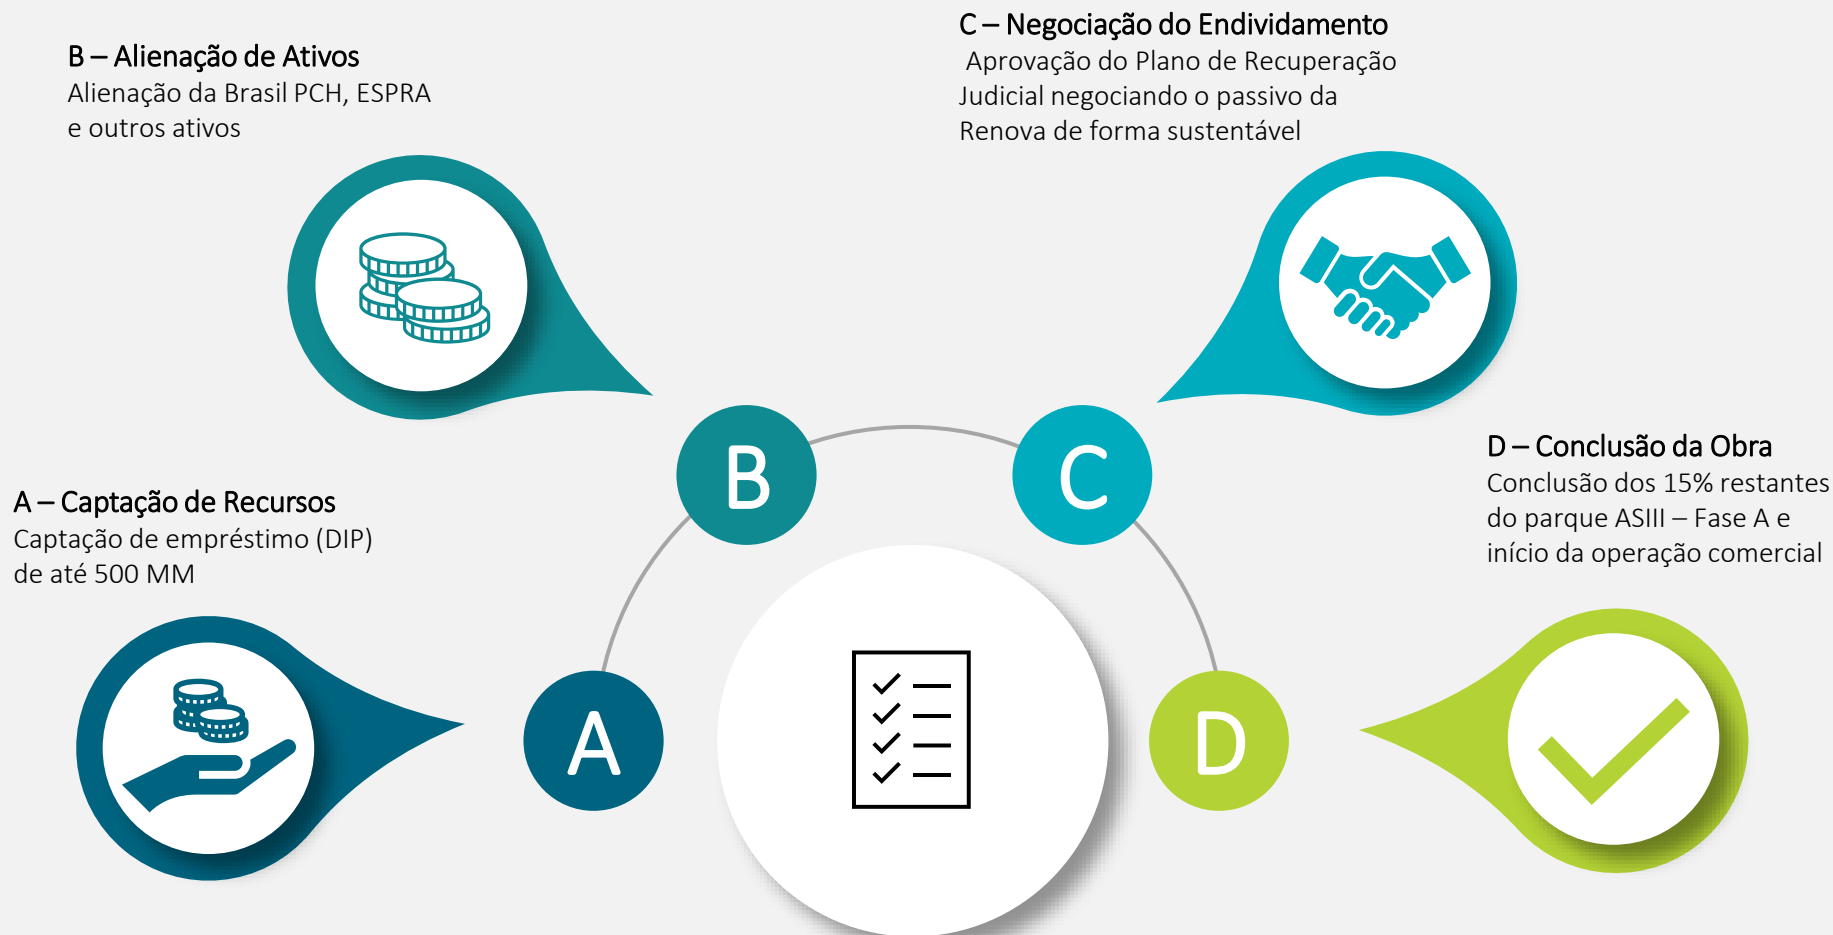 B – Alienação de Ativos
Alienação da Brasil PCH, ESPRA
e outros ativos
C – Negociação do Endividamento
Aprovação do Plano de Recuperação
Judicial negociando o passivo da
Renova de forma sustentável
A – Captação de Recursos
Captação de empréstimo (DIP)
de até 500 MM
D – Conclusão da Obra
Conclusão dos 15% restantes
do parque ASIII – Fase A e
início da operação comercial
A
B
C
D